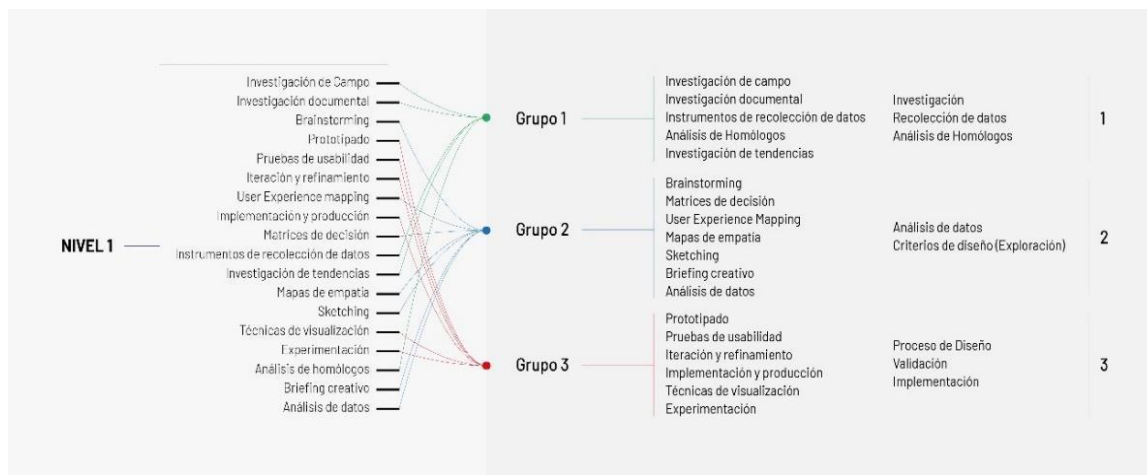 NIVEL 1
Investigación de Campo
Investigación documental
Brainstorming
Prototipado
Pruebas de usabilidad
Iteración y refinamiento
User Experience mapping
Implementación y producción
Matrices de decisión
Instrumentos de recolección de datos
Investigación de tendencias
Mapas de empatía
Sketching
Técnicas de visualización
Experimentación
Análisis de homólogos
Briefing creativo
Análisis de datos
Grupo 1
Investigación de campo
Investigación documental
Instrumentos de recolección de datos
Análisis de Homólogos
Investigación de tendencias
Investigación
Recolección de datos
Análisis de Homólogos
1
Grupo 2
Brainstorming
Matrices de decisión
User Experience Mapping
Mapas de empatía
Sketching
Briefing creativo
Análisis de datos
Análisis de datos
Criterios de diseño (Exploración)
2
Grupo 3
Prototipado
Pruebas de usabilidad
Iteración y refinamiento
Implementación y producción
Técnicas de visualización
Experimentación
Proceso de Diseño
Validación
Implementación
3